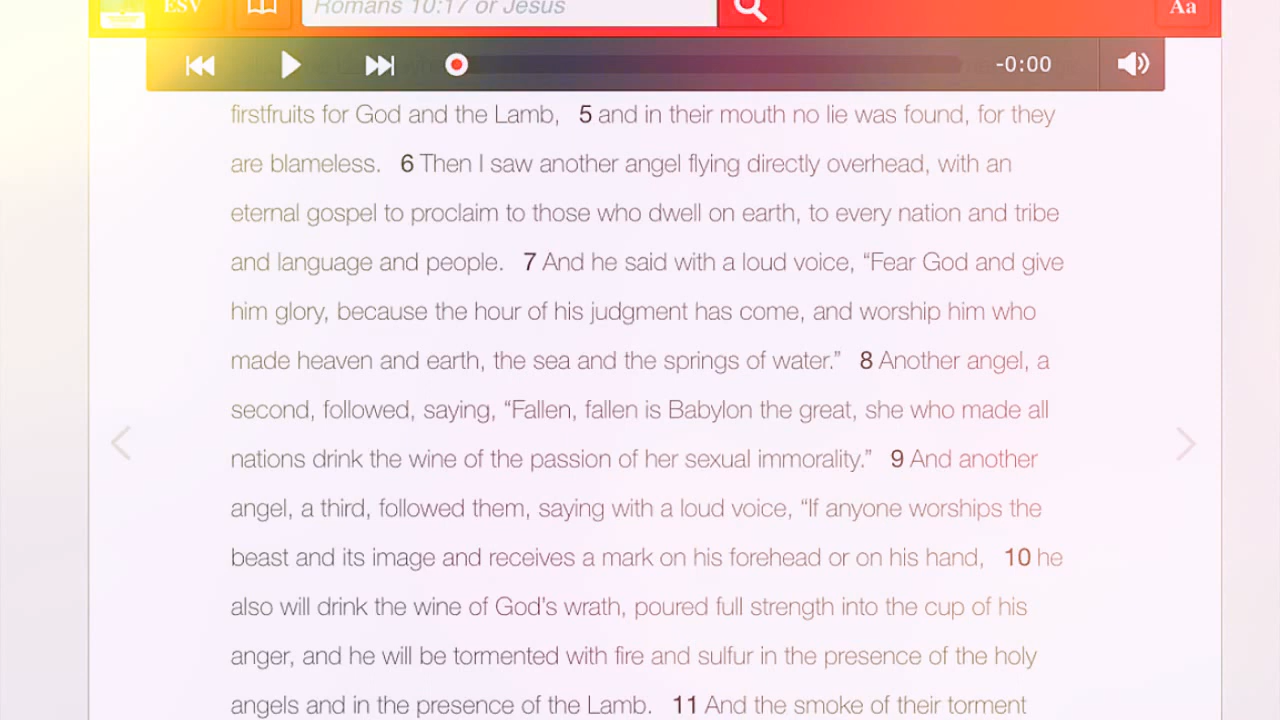 ESV
Romans 10:17 or Jesus
Aa
-0:00
firstfruits for God and the Lamb, 5 and in their mouth no lie was found, for they
are blameless. 6 Then I saw another angel flying directly overhead, with an
eternal gospel to proclaim to those who dwell on earth, to every nation and tribe
and language and people. 7 And he said with a loud voice, “Fear God and give
him glory, because the hour of his judgment has come, and worship him who
made heaven and earth, the sea and the springs of water.” 8 Another angel, a
second, followed, saying, “Fallen, fallen is Babylon the great, she who made all
nations drink the wine of the passion of her sexual immorality.” 9 And another
angel, a third, followed them, saying with a loud voice, “If anyone worships the
beast and its image and receives a mark on his forehead or on his hand, 10 he
also will drink the wine of God’s wrath, poured full strength into the cup of his
anger, and he will be tormented with fire and sulfur in the presence of the holy
angels and in the presence of the Lamb. 11 And the smoke of their torment